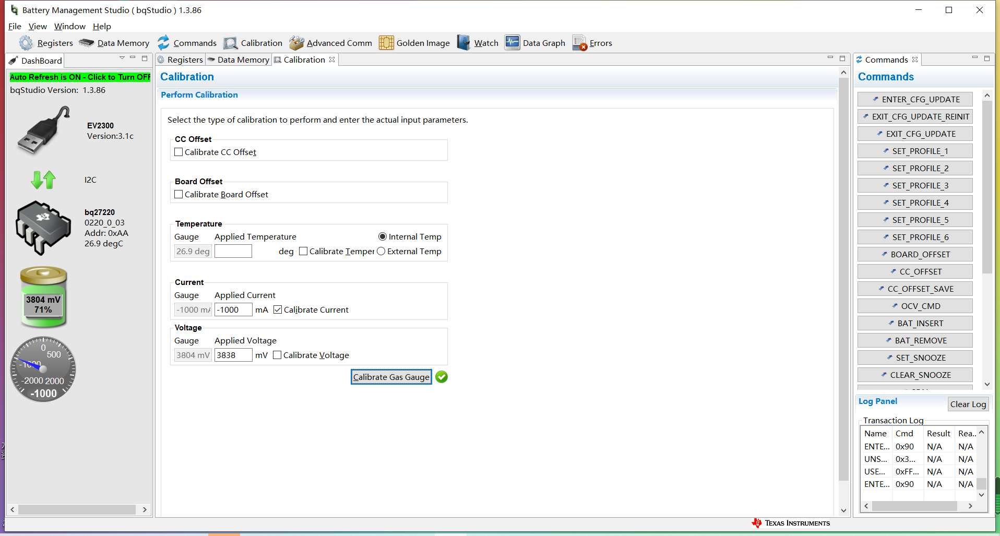 Battery Management Studio ( bqStudio ) 1.3.86
File View Window Help
Registers Data Memory Commands Calibration Advanced Comm Golden Image Watch Data Graph Errors
DashBoard
Auto Refresh is ON - Click to Turn OFF
bqStudio Version: 1.3.86
EV2300
Version:3.1c
I2C
bq27220
0220_0_03
Addr: 0xAA
26.9 degC
3804 mV
71%
0
500
-1000
-2000 2000
-1000
Registers Data Memory Calibration
Calibration
Perform Calibration
Select the type of calibration to perform and enter the actual input parameters.
CC Offset
Calibrate CC Offset
Board Offset
Calibrate Board Offset
Temperature
Gauge Applied Temperature Internal Temp
26.9 deg deg Calibrate Temper External Temp
Current
Gauge Applied Current
-1000 mA -1000 mA Calibrate Current
Voltage
Gauge Applied Voltage
3804 mV 3838 mV Calibrate Voltage
Calibrate Gas Gauge
Commands
Commands
ENTER_CFG_UPDATE
EXIT_CFG_UPDATE_REINIT
EXIT_CFG_UPDATE
SET_PROFILE_1
SET_PROFILE_2
SET_PROFILE_3
SET_PROFILE_4
SET_PROFILE_5
SET_PROFILE_6
BOARD_OFFSET
CC_OFFSET
CC_OFFSET_SAVE
OCV_CMD
BAT_INSERT
BAT_REMOVE
SET_SNOOZE
CLEAR_SNOOZE
Log Panel
Clear Log
Transaction Log
Name Cmd Result Rea...
ENTE... 0x90 N/A N/A
UNS... 0x3... N/A N/A
USE... 0xFF... N/A N/A
ENTE... 0x90 N/A N/A
TEXAS INSTRUMENTS